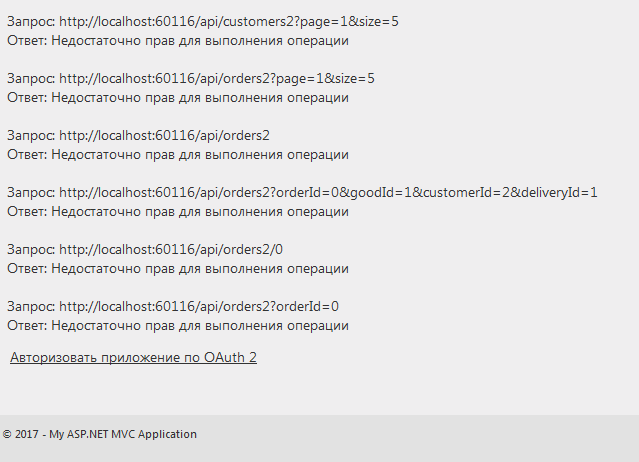 Запрос: http://localhost:60116/api/customers2?page=1&size=5
Ответ: Недостаточно прав для выполнения операции
Запрос: http://localhost:60116/api/orders2?page=1&size=5
Ответ: Недостаточно прав для выполнения операции
Запрос: http://localhost:60116/api/orders2
Ответ: Недостаточно прав для выполнения операции
Запрос: http://localhost:60116/api/orders2?orderId=0&goodId=1&customerId=2&deliveryId=1
Ответ: Недостаточно прав для выполнения операции
Запрос: http://localhost:60116/api/orders2/0
Ответ: Недостаточно прав для выполнения операции
Запрос: http://localhost:60116/api/orders2?orderId=0
Ответ: Недостаточно прав для выполнения операции
Авторизовать приложение по OAuth 2
© 2017 - My ASP.NET MVC Application